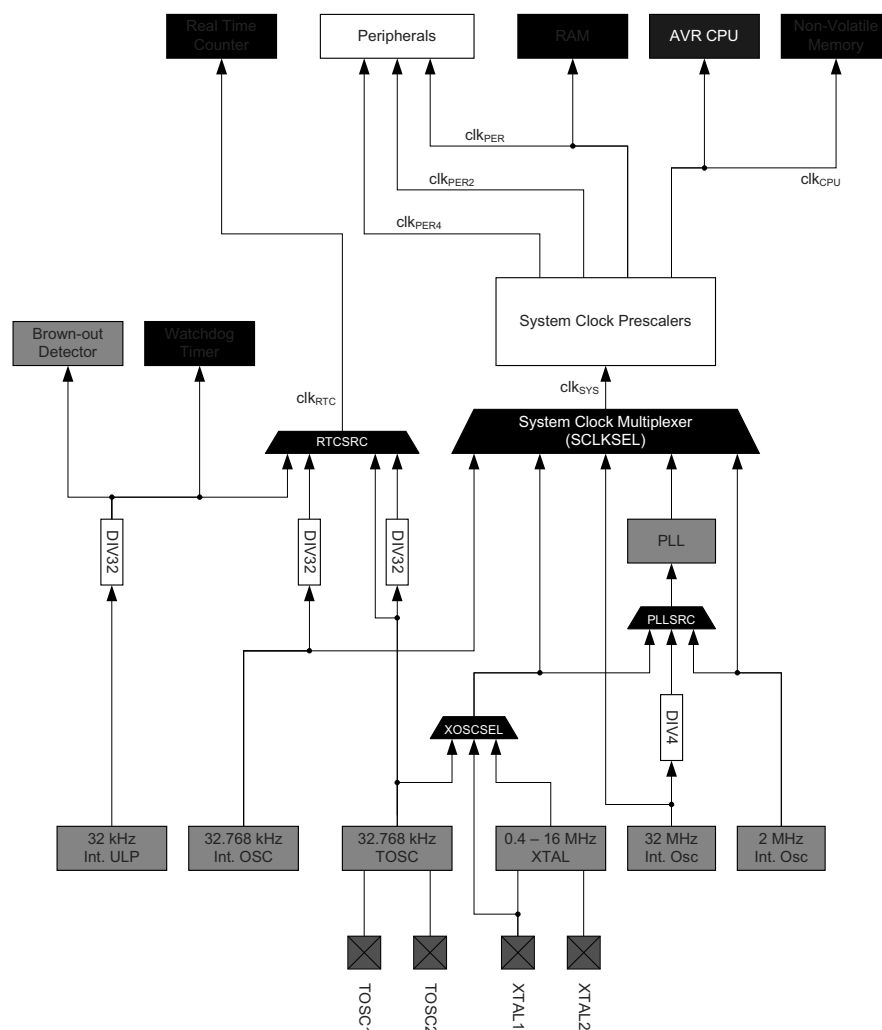 Real Time
Counter
Peripherals
RAM
AVR CPU
Non-Volatile
Memory
clkPER
clkPER2
clkCPU
clkPER4
System Clock Prescalers
Brown-out
Detector
Watchdog
Timer
clkSYS
clkRTC
System Clock Multiplexer
(SCLKSEL)
RTCSRC
DIV32
DIV32
DIV32
PLL
PLLSRC
XOSCSEL
DIV4
32 kHz
Int. ULP
32.768 kHz
Int. OSC
32.768 kHz
TOSC
0.4 – 16 MHz
XTAL
32 MHz
Int. Osc
2 MHz
Int. Osc
TOSC1
TOSC2
XTAL1
XTAL2